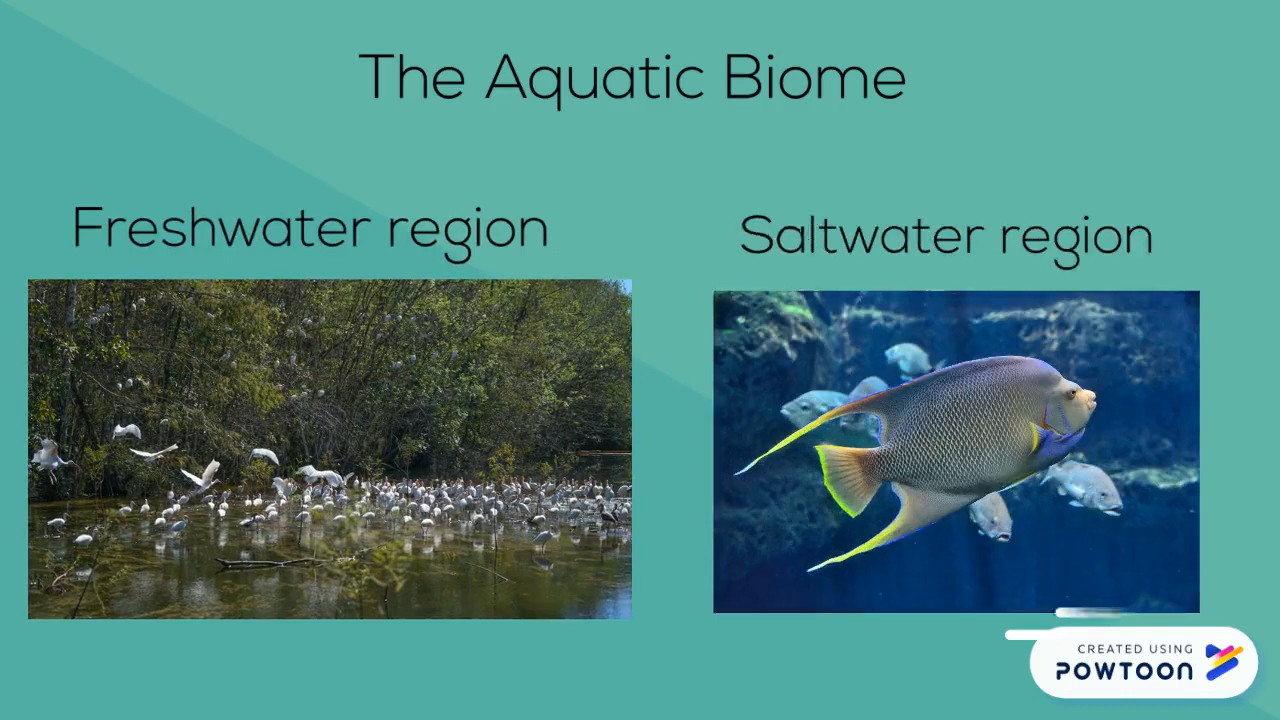 The Aquatic Biome
Freshwater region
Saltwater region
CREATED USING
POWTOON